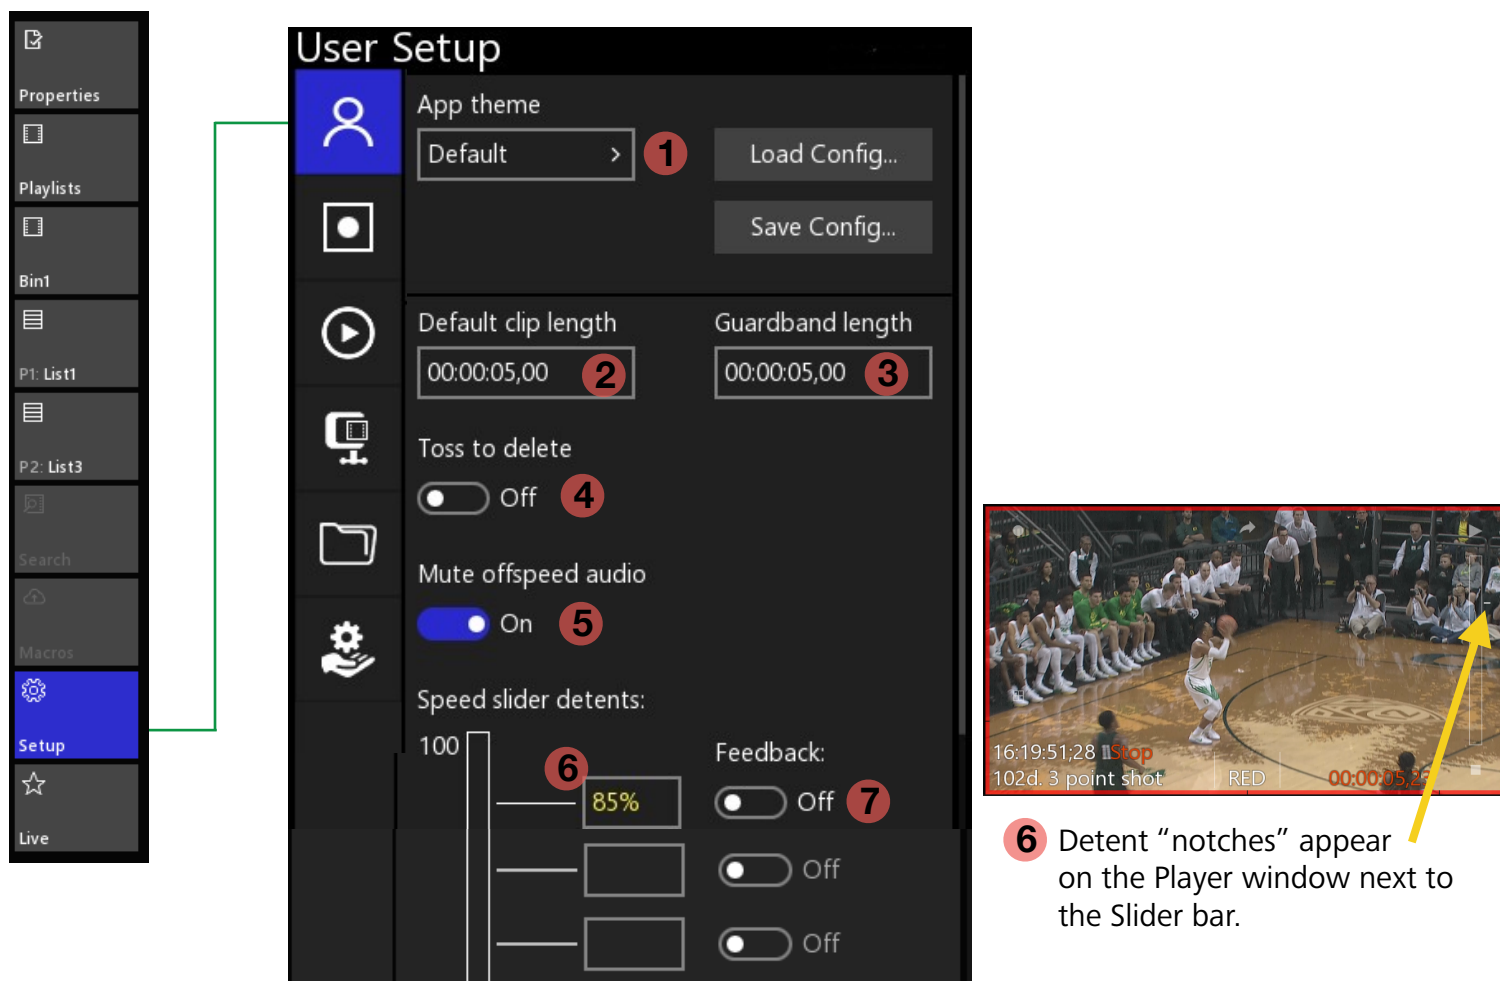 Properties
Playlists
Bin1
P1: List1
P2: List3
Search
Macros
Setup
Live
User Setup
App theme
Default >
1
Load Config...
Save Config...
Default clip length
Guardband length
00:00:05,00
2
00:00:05,00
3
Toss to delete
Off
4
Mute offspeed audio
On
5
Speed slider detents:
100
Feedback:
6
85%
Off
7
Off
Off
16:19:51;28 Stop
102d. 3 point shot
RED
00:00:05,2
6 Detent “notches” appear
on the Player window next to
the Slider bar.